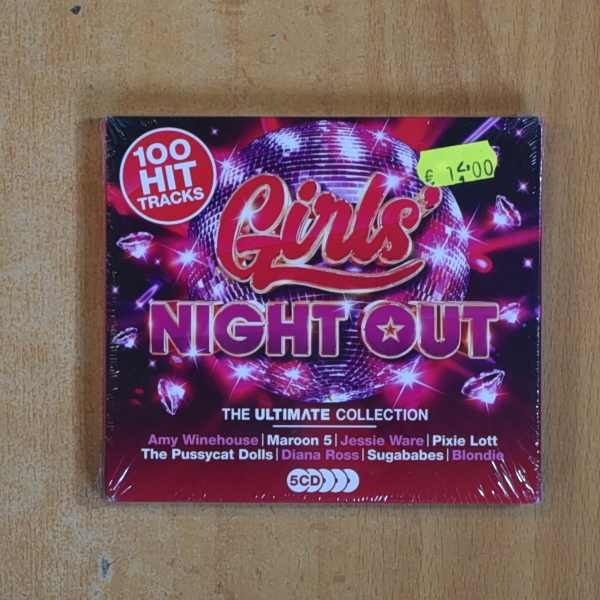 100
HIT
TRACKS
€ 14.00
Girls'
NIGHT OUT
THE ULTIMATE COLLECTION
Amy Winehouse | Maroon 5 | Jessie Ware | Pixie Lott
The Pussycat Dolls | Diana Ross | Sugababes | Blondie
5CD